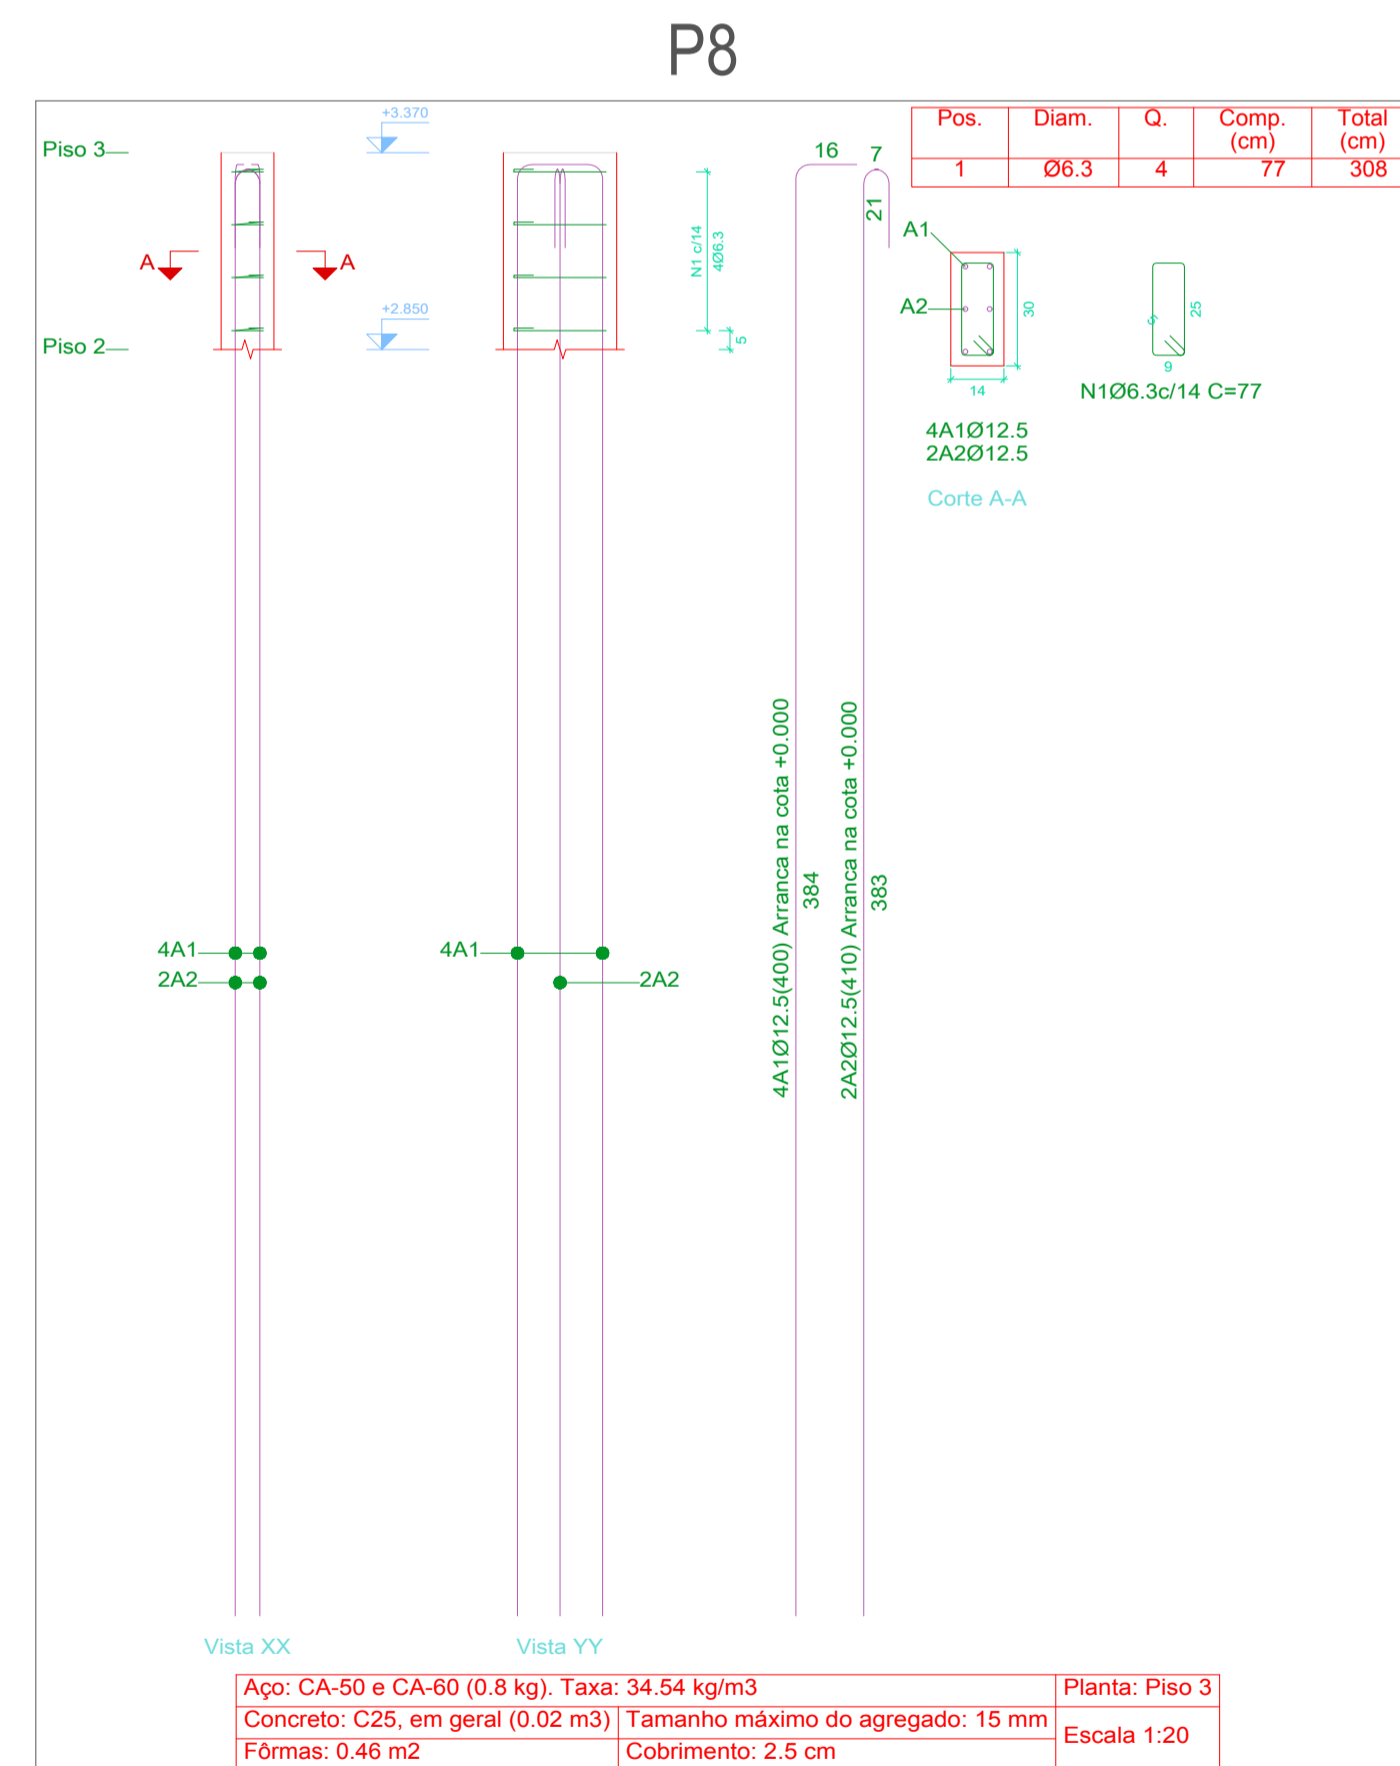 P8
Piso 3
+3.370
Pos. Diam. Q. Comp. (cm) Total (cm)
1 Ø6.3 4 77 308
16
7
21
N1 c/14
4Ø6.3
A A
+2.850
Piso 2
5
A1
A2
30
14
25
5
9
N1Ø6.3c/14 C=77
4A1Ø12.5
2A2Ø12.5
Corte A-A
4A1Ø12.5(400) Arranca na cota +0.000
384
2A2Ø12.5(410) Arranca na cota +0.000
383
4A1
2A2
4A1
2A2
Vista XX
Vista YY
Aço: CA-50 e CA-60 (0.8 kg). Taxa: 34.54 kg/m3
Planta: Piso 3
Concreto: C25, em geral (0.02 m3)
Tamanho máximo do agregado: 15 mm
Escala 1:20
Fôrmas: 0.46 m2
Cobrimento: 2.5 cm